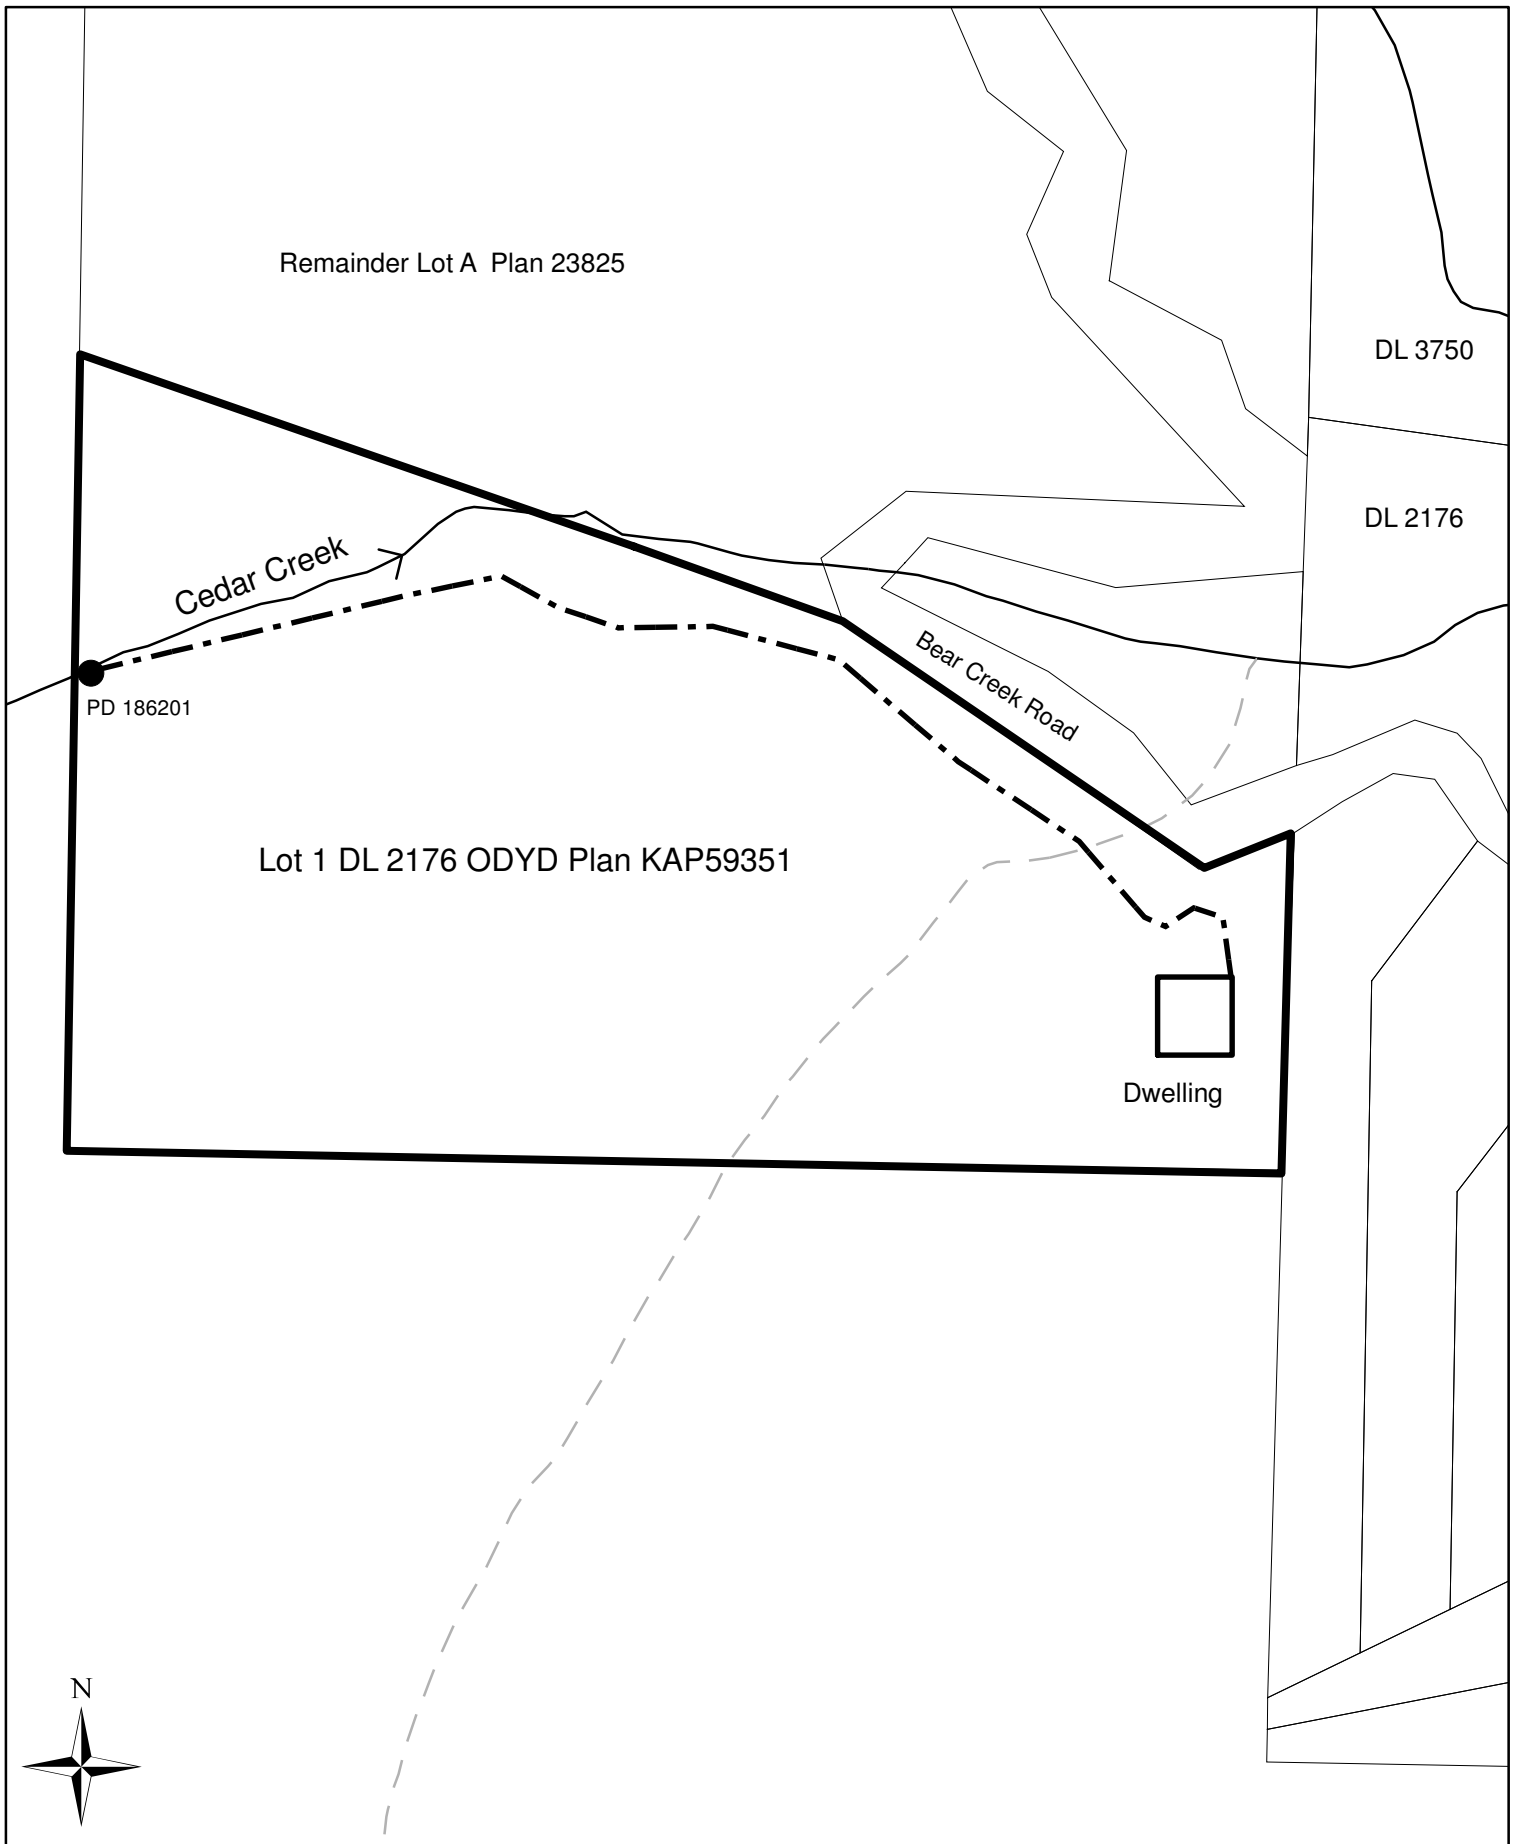 Remainder Lot A  Plan 23825
DL 3750
DL 2176
Cedar Creek
Bear Creek Road
PD 186201
Lot 1 DL 2176 ODYD Plan KAP59351
Dwelling
N